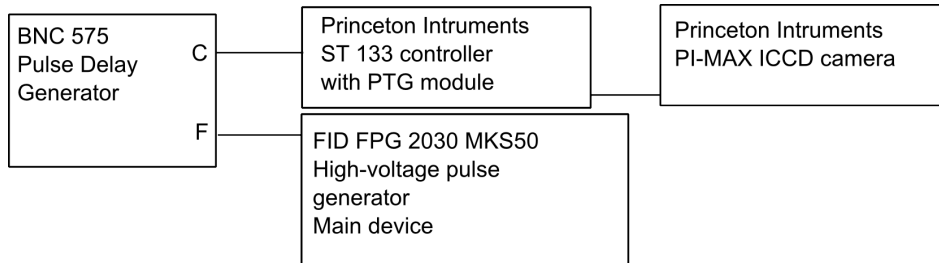 BNC 575
Pulse Delay
Generator
C
F
Princeton Intruments
ST 133 controller
with PTG module
Princeton Intruments
PI-MAX ICCD camera
FID FPG 2030 MKS50
High-voltage pulse
generator
Main device